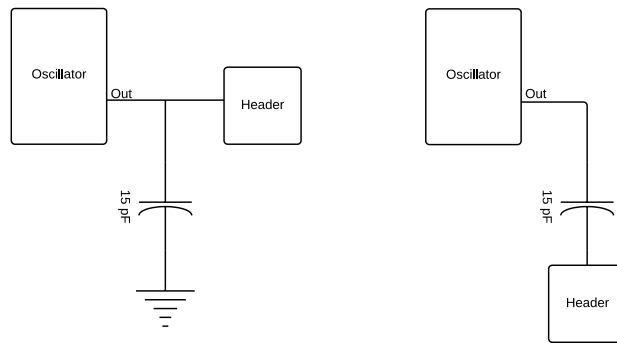 Oscillator
Out
Header
15 pF
Oscillator
Out
15 pF
Header